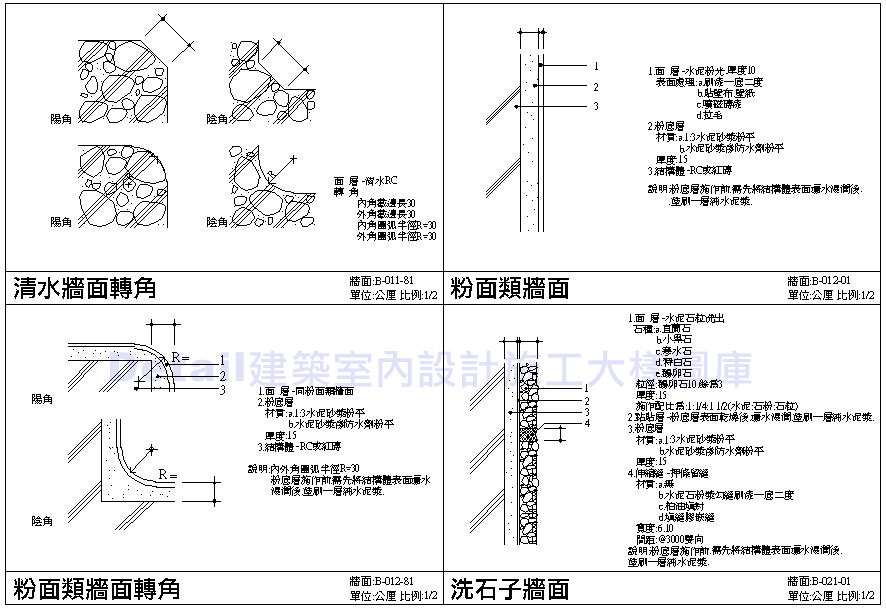 陽角
陰角
陽角
陰角
面 層-清水RC
轉 角
內角截邊長30
外角截邊長30
內角圓弧半徑R=30
外角圓弧半徑R=30
清水牆面轉角
牆面:B-011-81
單位:公厘 比例:1/2
1
2
3
1.面 層-水泥粉光.厚度10
表面處理:a.刷漆一底二度
b.貼壁布.壁紙
c.噴磁磚漆
d.拉毛
2.粉底層
材質:a.1:3水泥砂漿粉平
b.水泥砂漿摻防水劑粉平
厚度:15
3.結構體-RC或紅磚
說明:粉底層施作前.需先將結構體表面灑水濕潤後.
塗刷一層純水泥漿.
粉面類牆面
牆面:B-012-01
單位:公厘 比例:1/2
R=
1
2
3
陽角
R=
陰角
1.面 層-同粉面類牆面
2.粉底層
材質:a.1:3水泥砂漿粉平
b.水泥砂漿摻防水劑粉平
厚度:15
3.結構體-RC或紅磚
說明:內外角圓弧半徑R=30
粉底層施作前.需先將結構體表面灑水
濕潤後.塗刷一層純水泥漿.
粉面類牆面轉角
牆面:B-012-81
單位:公厘 比例:1/2
1
2
3
4
1.面 層-水泥石粒洗出
石種:a.宜蘭石
b.小黑石
c.寒水石
e.鵝卵石
粒徑:鵝卵石10.餘為3
厚度:15
施作配比為:1:1/4:1 1/2(水泥:石粉:石粒)
2.黏貼層-粉底層表面乾燥後.灑水濕潤.塗刷一層純水泥漿.
3.粉底層
材質:a.1:3水泥砂漿粉平
b.水泥砂漿摻防水劑粉平
厚度:15
4.伸縮縫-押條留縫
材質:a.無
b.水泥石粉漿勾縫刷漆一底二度
c.柏油填封
d.填縫膠嵌縫
寬度:6.10
間距:@3000雙向
說明:粉底層施作前.需先將結構體表面灑水濕潤後.
塗刷一層純水泥漿.
洗石子牆面
牆面:B-021-01
單位:公厘 比例:1/2
Detail建築室內設計施工大樣圖庫